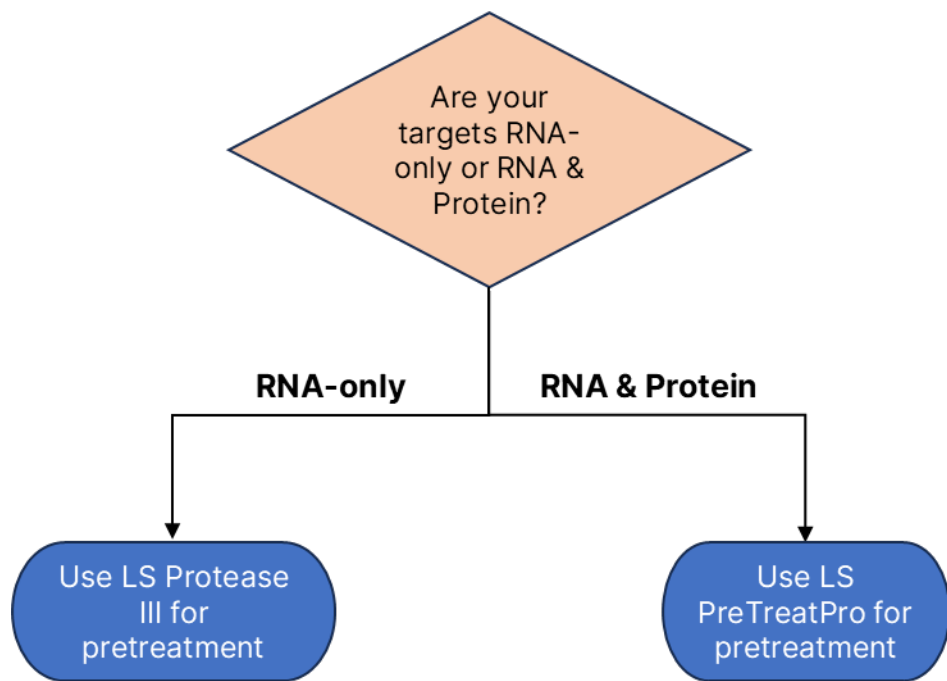 Are your
targets RNA-
only or RNA &
Protein?
RNA-only
RNA & Protein
Use LS Protease
III for
pretreatment
Use LS
PreTreatPro for
pretreatment